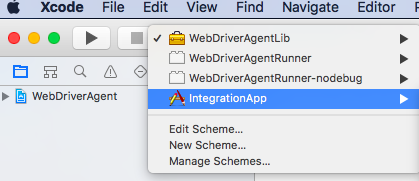 Xcode File Edit View Find Navigate Editor
WebDriverAgentLib
WebDriverAgentRunner
WebDriverAgentRunner-nodebug
WebDriverAgent
IntegrationApp
Edit Scheme...
New Scheme...
Manage Schemes...